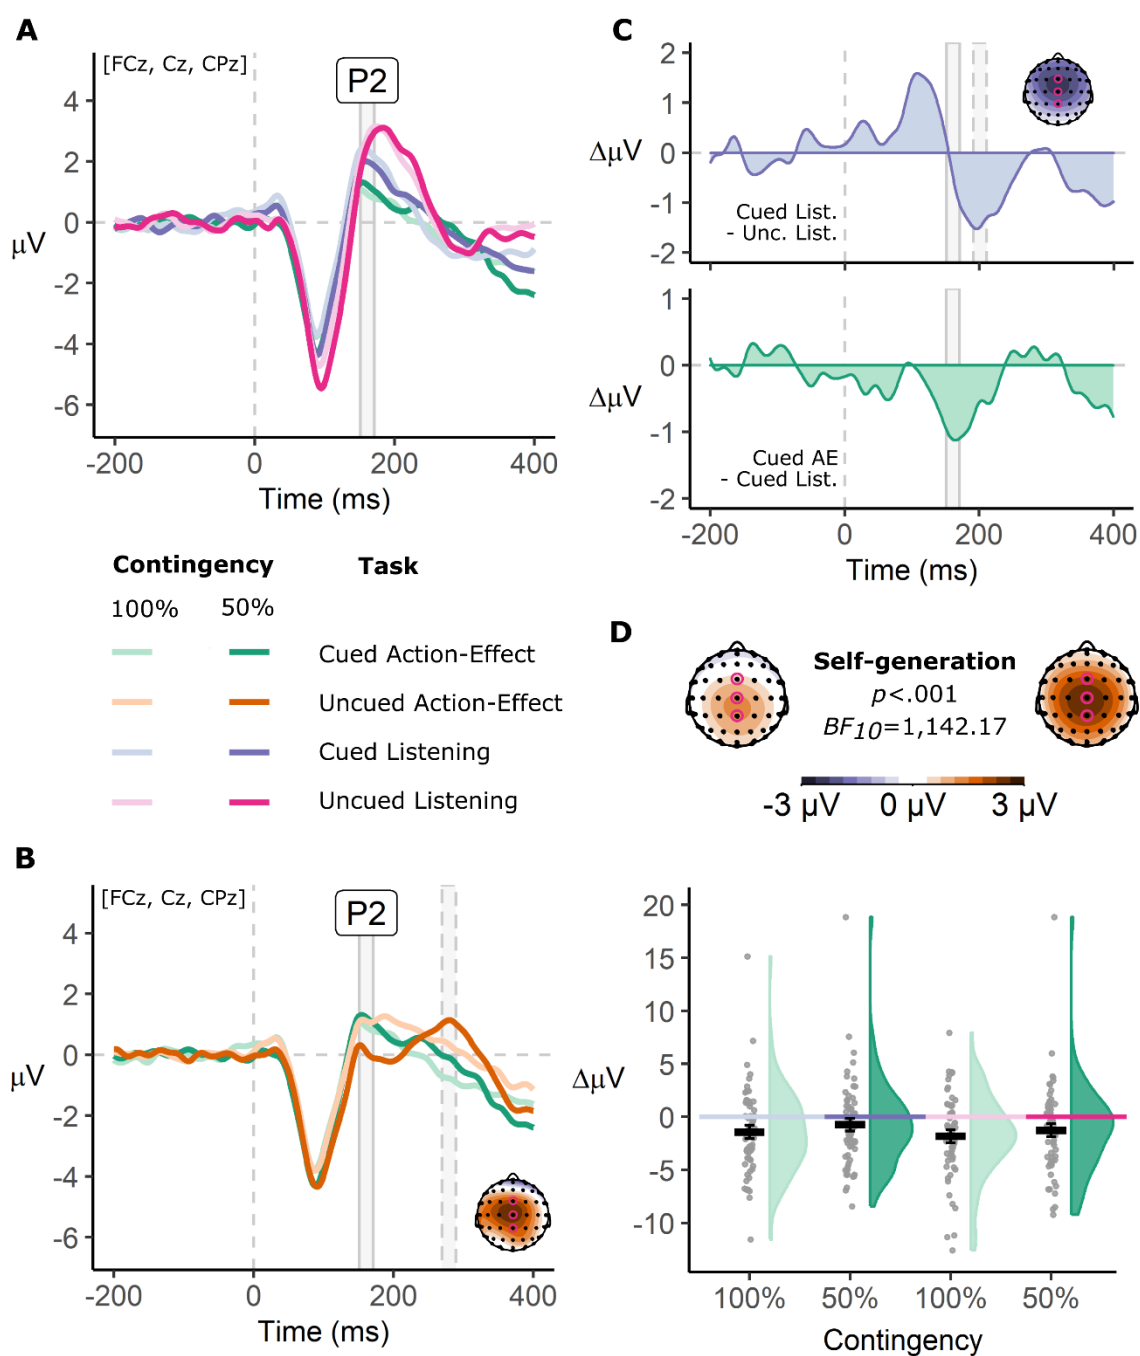 A
[FCz, Cz, CPz]
P2
4
2
0
-2
-4
-6
µV
-200 0 200 400
Time (ms)
Contingency Task
100% 50%
Cued Action-Effect
Uncued Action-Effect
Cued Listening
Uncued Listening
B
[FCz, Cz, CPz]
P2
4
2
0
-2
-4
-6
µV
-200 0 200 400
Time (ms)
C
2
1
0
-1
-2
ΔµV
Cued List.
- Unc. List.
-200 0 200 400
1
0
-1
-2
ΔµV
Cued AE
- Cued List.
-200 0 200 400
Time (ms)
D
Self-generation
p<.001
BF10=1,142.17
-3 µV 0 µV 3 µV
20
15
10
5
0
-5
-10
ΔµV
100% 50% 100% 50%
Contingency